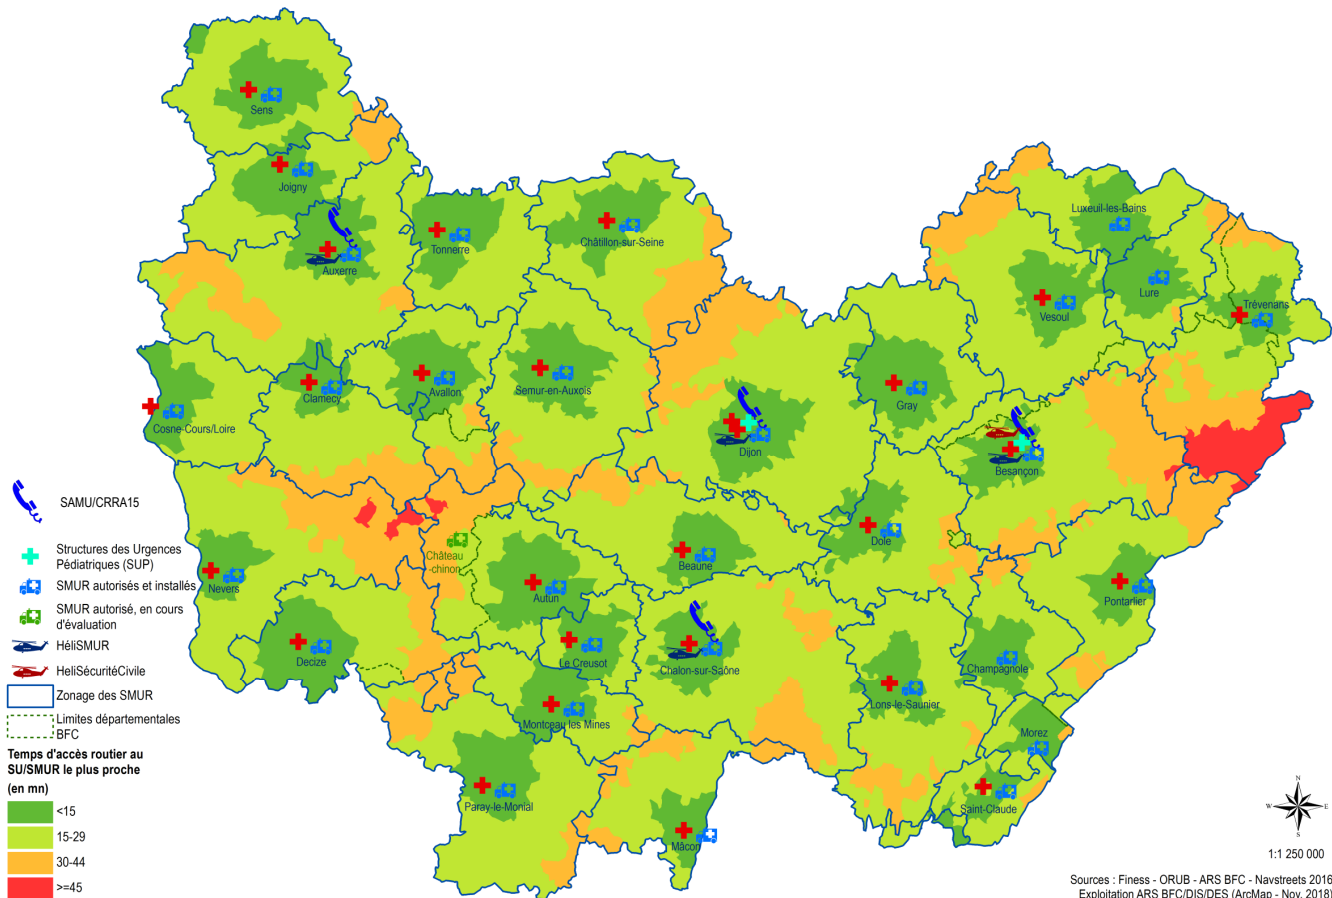 Sens
Joigny
Auxerre
Tonnerre
Châtillon-sur-Seine
Luxeuil-les-Bains
Lure
Vesoul
Trévenans
Clamecy
Avallon
Semur-en-Auxois
Cosne-Cours/Loire
Gray
Dijon
Besançon
SAMU/CRRA15
Structures des Urgences
Pédiatriques (SUP)
SMUR autorisés et installés
SMUR autorisé, en cours
d'évaluation
HéliSMUR
HeliSécuritéCivile
Zonage des SMUR
Limites départementales
BFC
Temps d'accès routier au
SU/SMUR le plus proche
(en mn)
<15
15-29
30-44
>=45
Château
-chinon
Nevers
Decize
Autun
Beaune
Dole
Pontarlier
Le Creusot
Chalon-sur-Saône
Champagnole
Montceau les Mines
Lons-le-Saunier
Morez
Paray-le-Monial
Mâcon
Saint-Claude
N
W
E
S
1:1 250 000
Sources : Finess - ORUB - ARS BFC - Navstreets 2016
Exploitation ARS BFC/DIS/DES (ArcMap - Nov. 2018)